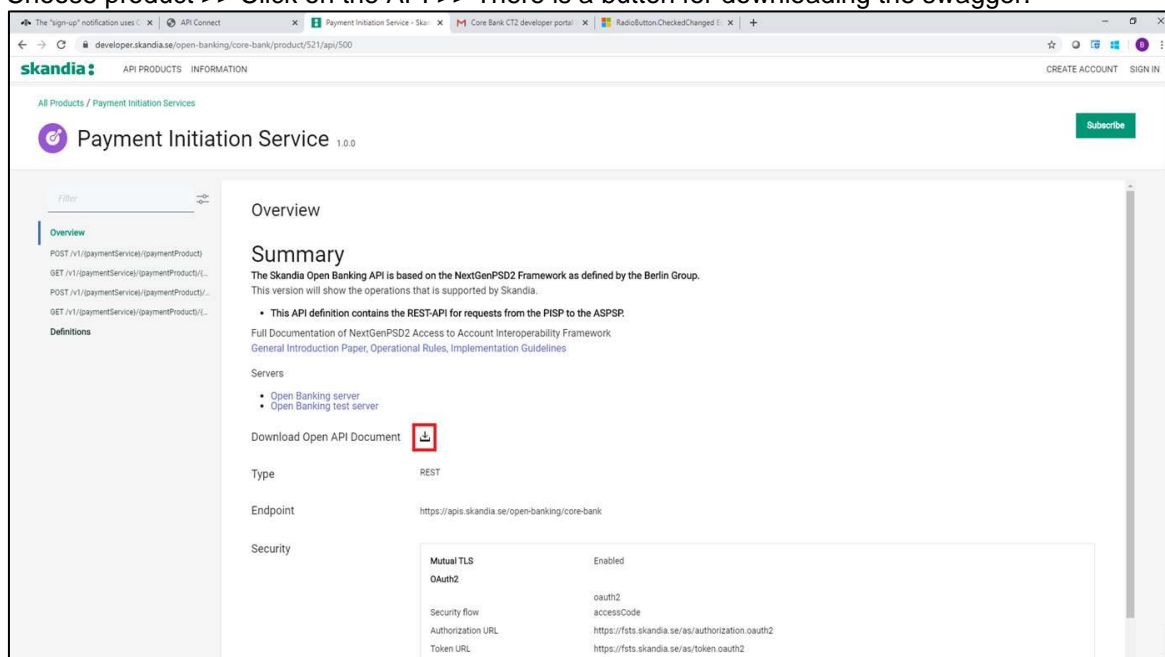 Choose product >> Click on the API >> There is a button for downloading the swagger.
The "sign-up" notification uses C
API Connect
Payment Initiation Service - Skan
Core Bank CT2 developer portal
RadioButton.CheckedChanged E
developer.skandia.se/open-banking/core-bank/product/521/api/500
B
skandia:
API PRODUCTS
INFORMATION
CREATE ACCOUNT
SIGN IN
All Products / Payment Initiation Services
Payment Initiation Service 1.0.0
Subscribe
Filter
Overview
POST /v1/{paymentService}/{paymentProduct}
GET /v1/{paymentService}/{paymentProduct}/{...
POST /v1/{paymentService}/{paymentProduct}/...
GET /v1/{paymentService}/{paymentProduct}/{...
Definitions
Overview
Summary
The Skandia Open Banking API is based on the NextGenPSD2 Framework as defined by the Berlin Group.
This version will show the operations that is supported by Skandia.
• This API definition contains the REST-API for requests from the PISP to the ASPSP.
Full Documentation of NextGenPSD2 Access to Account Interoperability Framework
General Introduction Paper, Operational Rules, Implementation Guidelines
Servers
• Open Banking server
• Open Banking test server
Download Open API Document
Type REST
Endpoint https://apis.skandia.se/open-banking/core-bank
Security
Mutual TLS Enabled
OAuth2
oauth2
Security flow accessCode
Authorization URL https://fsts.skandia.se/as/authorization.oauth2
Token URL https://fsts.skandia.se/as/token.oauth2